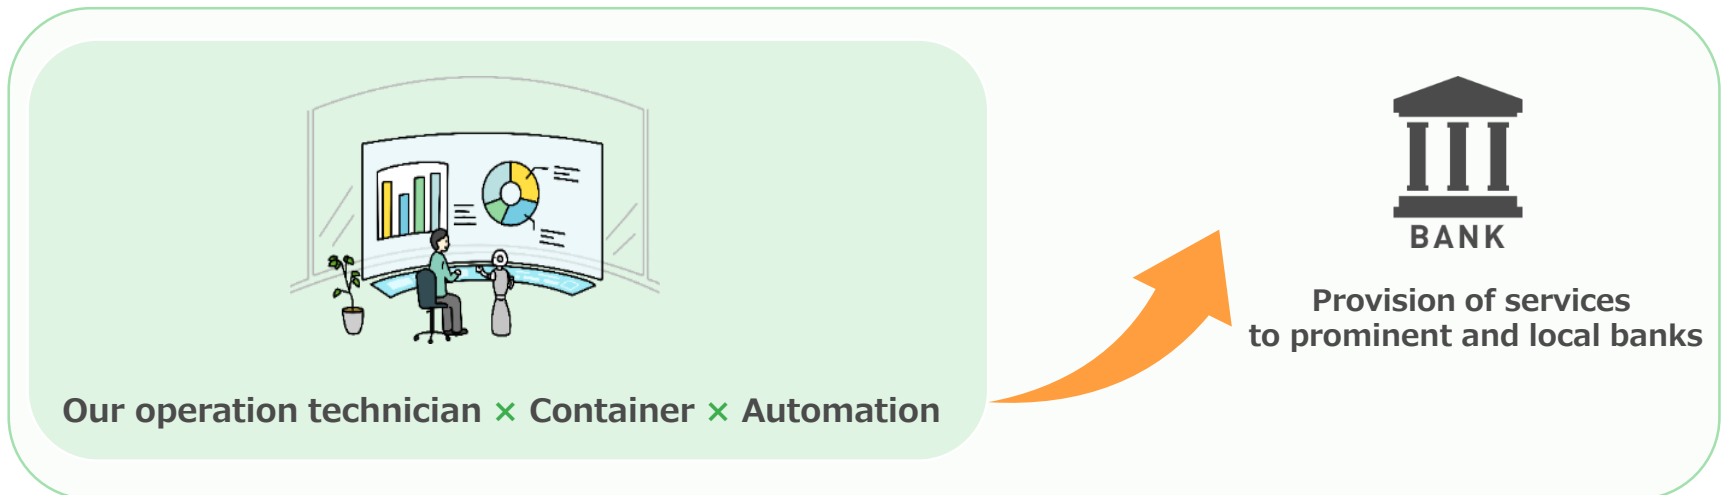 Our operation technician × Container × Automation
BANK
Provision of services
to prominent and local banks